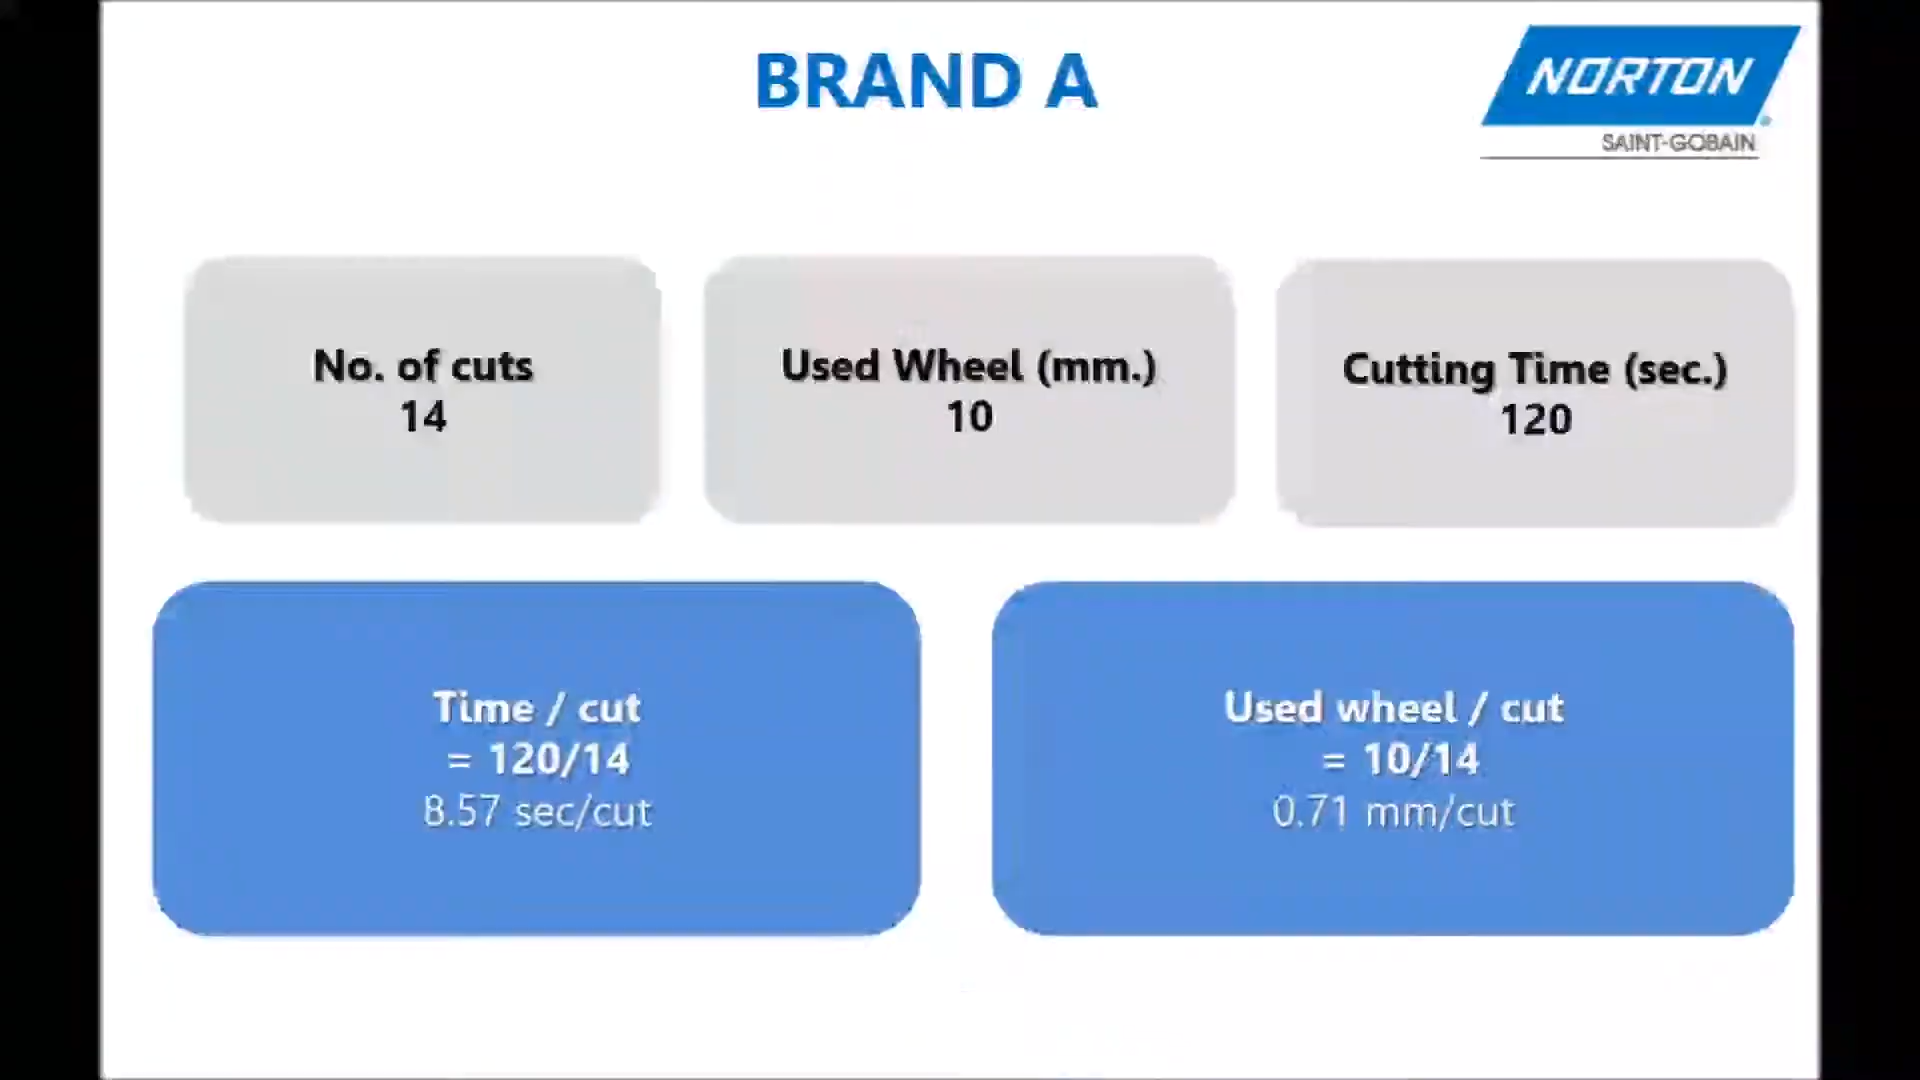 BRAND A
NORTON
SAINT-GOBAIN
No. of cuts
14
Used Wheel (mm.)
10
Cutting Time (sec.)
120
Time / cut
= 120/14
8.57 sec/cut
Used wheel / cut
= 10/14
0.71 mm/cut